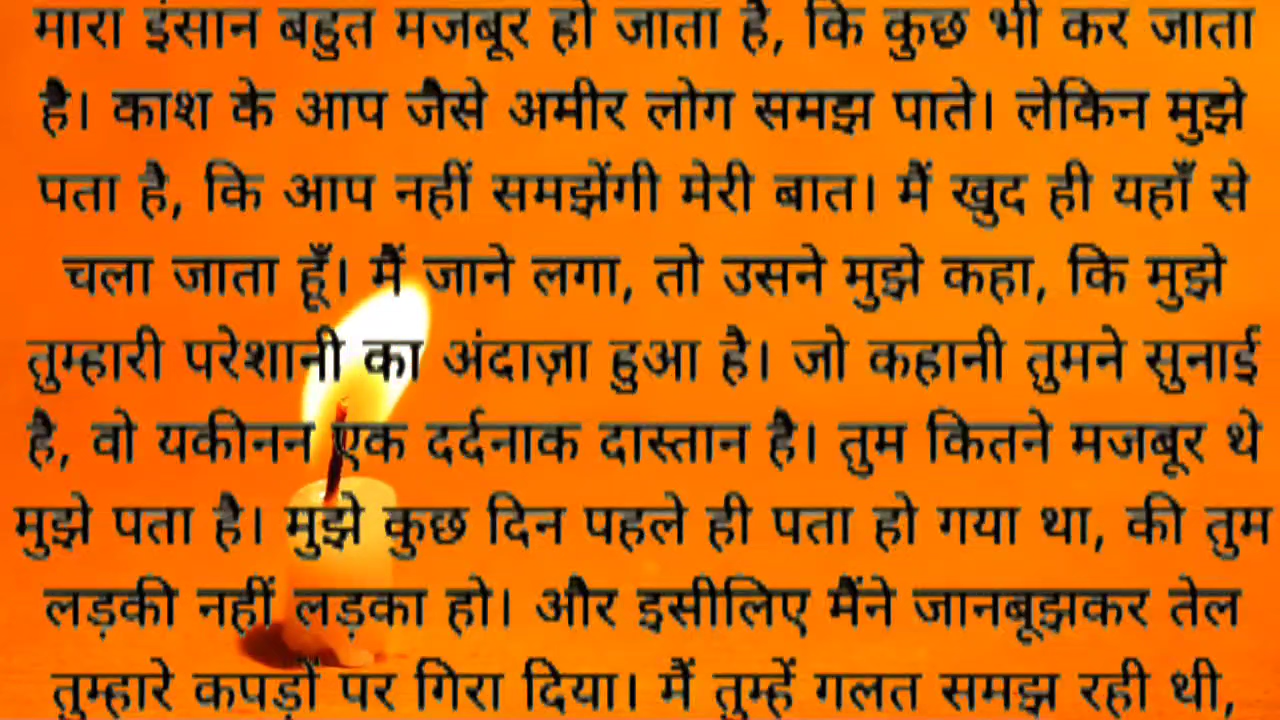 मारा इंसान बहुत मजबूर हो जाता है, कि कुछ भी कर जाता
है। काश के आप जैसे अमीर लोग समझ पाते। लेकिन मुझे
पता है, कि आप नहीं समझेंगी मेरी बात। मैं खुद ही यहाँ से
चला जाता हूँ। मैं जाने लगा, तो उसने मुझे कहा, कि मुझे
तुम्हारी परेशानी का अंदाज़ा हुआ है। जो कहानी तुमने सुनाई
है, वो यकीनन एक दर्दनाक दास्तान है। तुम कितने मजबूर थे
मुझे पता है। मुझे कुछ दिन पहले ही पता हो गया था, की तुम
लड़की नहीं लड़का हो। और इसीलिए मैंने जानबूझकर तेल
तुम्हारे कपड़ों पर गिरा दिया। मैं तुम्हें गलत समझ रही थी,